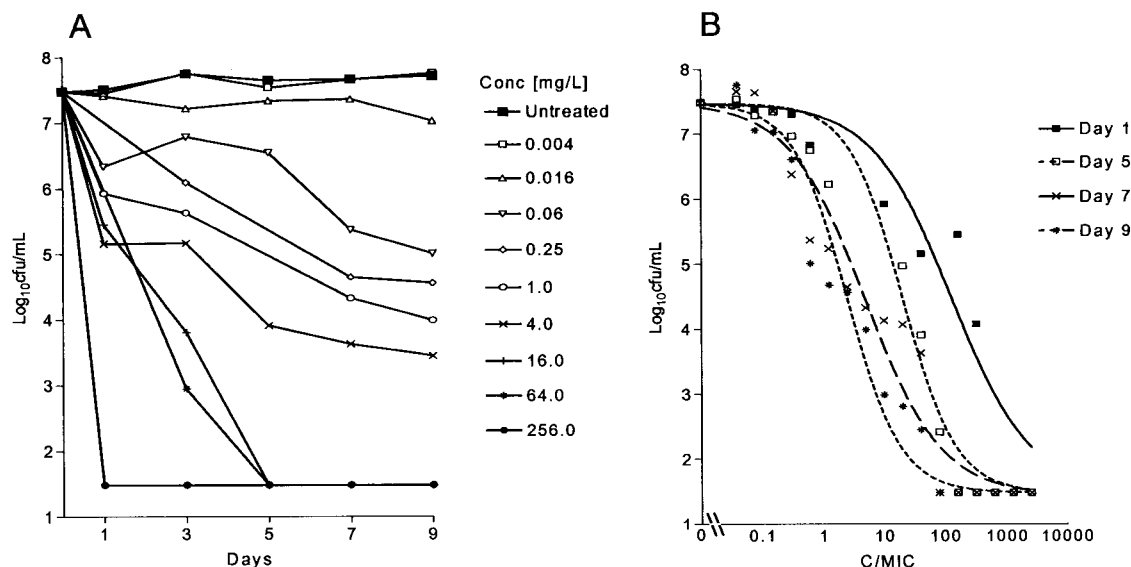 A
8
7
6
5
4
3
2
1
Log10cfu/mL
1 3 5 7 9
Days
Conc [mg/L]
Untreated
0.004
0.016
0.06
0.25
1.0
4.0
16.0
64.0
256.0
B
8
7
6
5
4
3
2
1
Log10cfu/mL
0 0.1 1 10 100 1000 10000
C/MIC
Day 1
Day 5
Day 7
Day 9